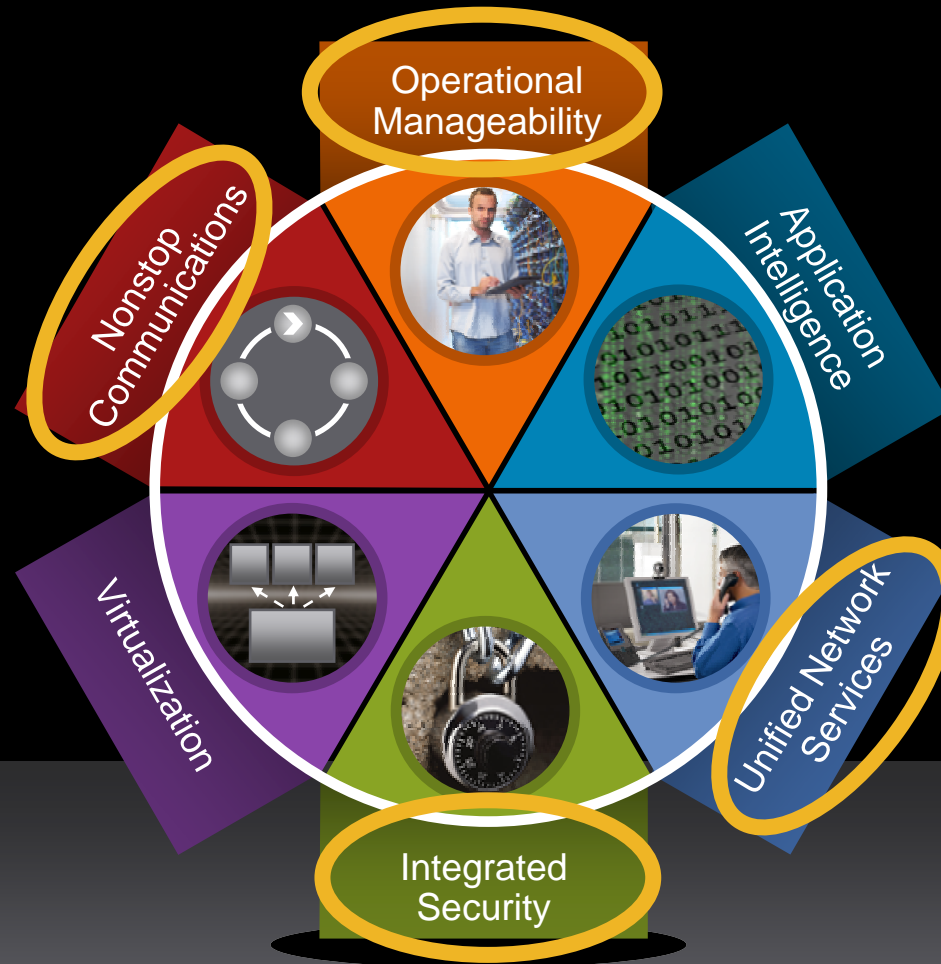 Operational
Manageability
Nonstop
Communications
Application
Intelligence
Virtualization
Unified Network
Services
Integrated
Security